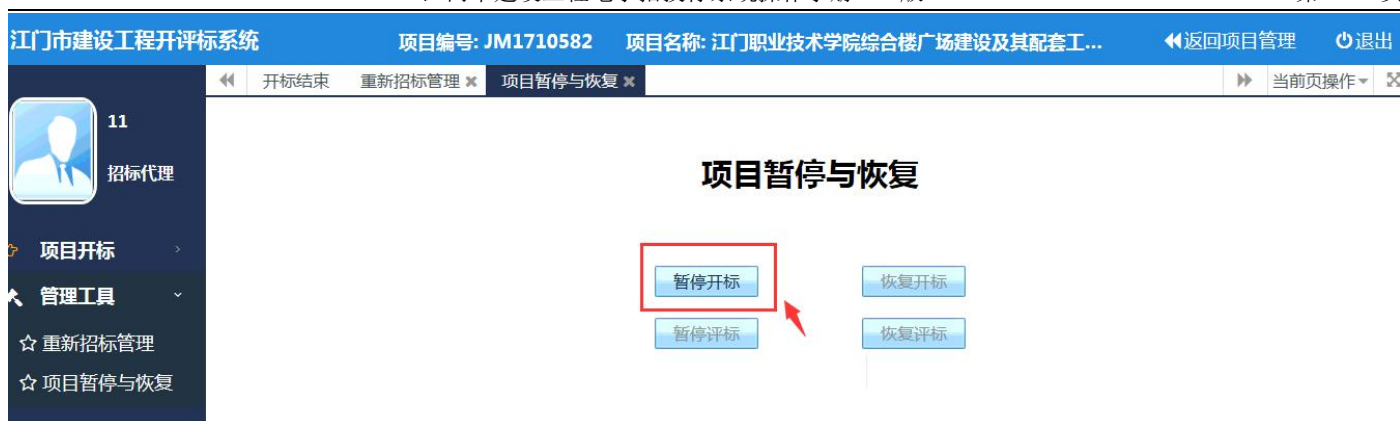 江门市建设工程开评标系统 项目编号: JM1710582 项目名称: 江门职业技术学院综合楼广场建设及其配套工... 返回项目管理 退出
开标结束 重新招标管理 项目暂停与恢复 当前页操作
11
招标代理
项目暂停与恢复
项目开标
管理工具
重新招标管理
项目暂停与恢复
暂停开标 恢复开标
暂停评标 恢复评标